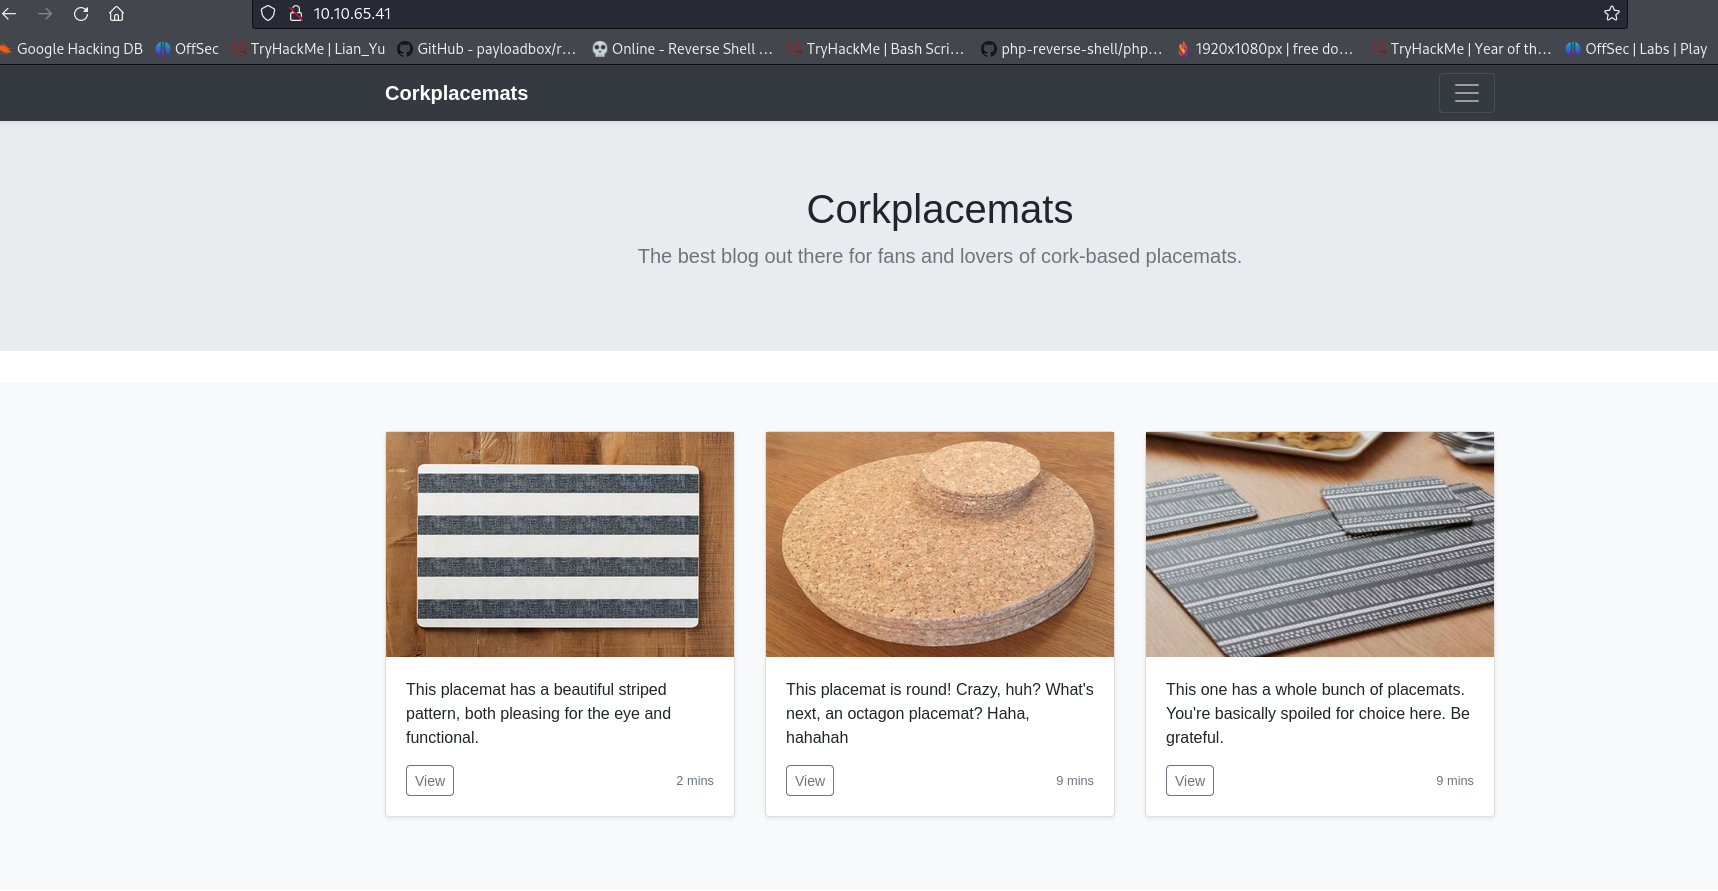 10.10.65.41
Google Hacking DB OffSec TryHackMe | Lian_Yu GitHub - payloadbox/r… Online - Reverse Shell … TryHackMe | Bash Scri… php-reverse-shell/php… 1920x1080px | free do… TryHackMe | Year of th… OffSec | Labs | Play
Corkplacemats
Corkplacemats
The best blog out there for fans and lovers of cork-based placemats.
This placemat has a beautiful striped
pattern, both pleasing for the eye and
functional.
View 2 mins
This placemat is round! Crazy, huh? What's
next, an octagon placemat? Haha,
hahahah
View 9 mins
This one has a whole bunch of placemats.
You're basically spoiled for choice here. Be
grateful.
View 9 mins